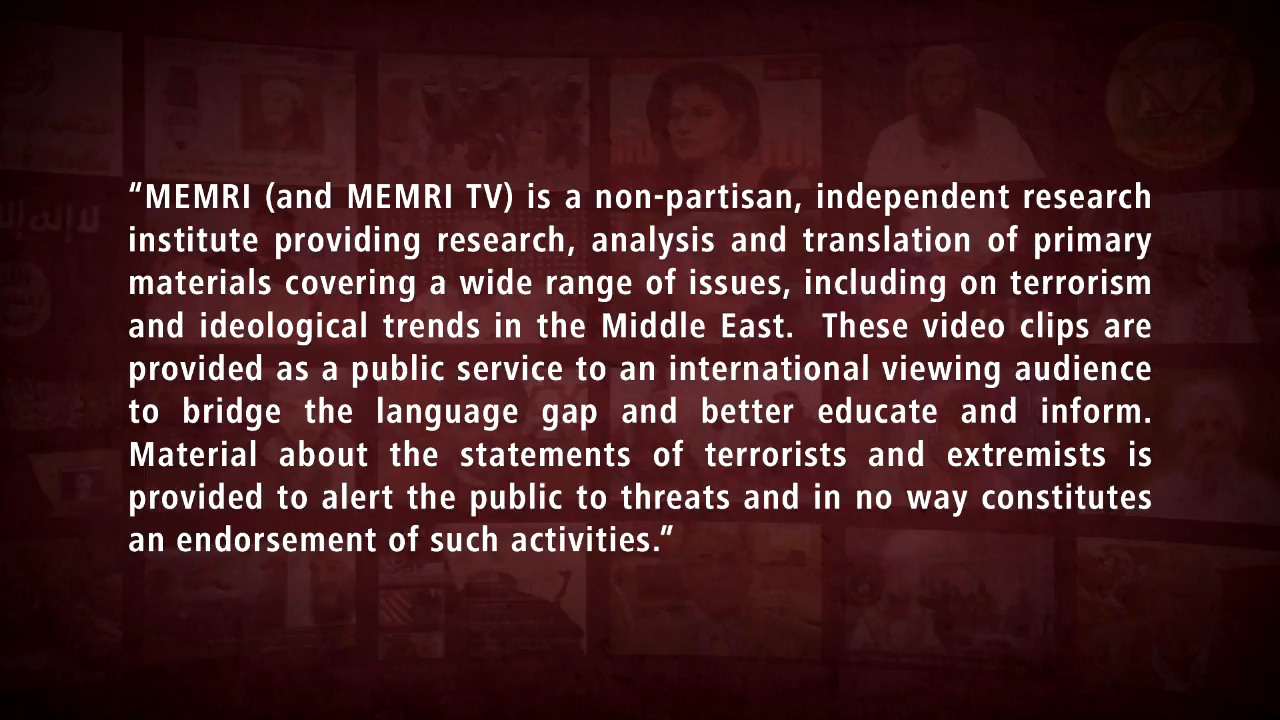 “MEMRI (and MEMRI TV) is a non-partisan, independent research
institute providing research, analysis and translation of primary
materials covering a wide range of issues, including on terrorism
and ideological trends in the Middle East.  These video clips are
provided as a public service to an international viewing audience
to bridge the language gap and better educate and inform.
Material about the statements of terrorists and extremists is
provided to alert the public to threats and in no way constitutes
an endorsement of such activities.”